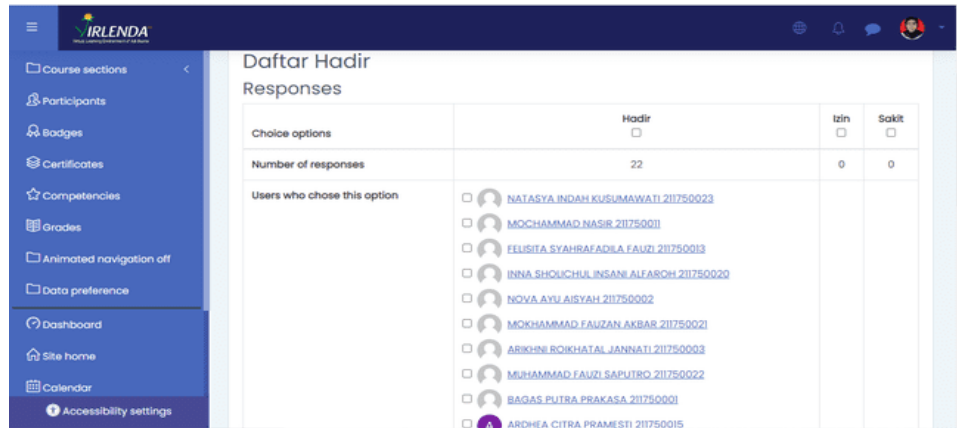 VIRLENDA
Daftar Hadir
Responses
Choice options
Hadir
Izin
Sakit
Number of responses
22
0
0
Users who chose this option
NATASYA INDAH KUSUMAWATI 211750023
MOCHAMMAD NASIR 211750011
FELISITA SYAHRAFADILA FAUZI 211750013
INNA SHOLICHUL INSANI ALFAROH 211750020
NOVA AYU AISYAH 211750002
MOKHAMMAD FAUZAN AKBAR 211750021
ARIKHNI ROIKHATAL JANNATI 211750003
MUHAMMAD FAUZI SAPUTRO 211750022
BAGAS PUTRA PRAKASA 211750001
A
ARDHEA CITRA PRAMESTI 211750015
Course sections
Participants
Badges
Certificates
Competencies
Grades
Animated navigation off
Data preference
Dashboard
Site home
Calendar
Accessibility settings